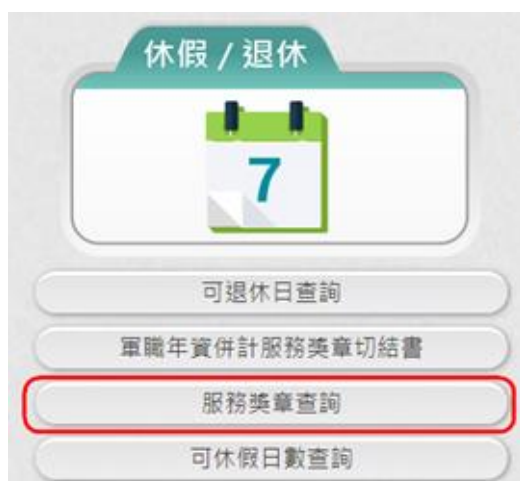 休假 / 退休
7
可退休日查詢
軍職年資併計服務獎章切結書
服務獎章查詢
可休假日數查詢